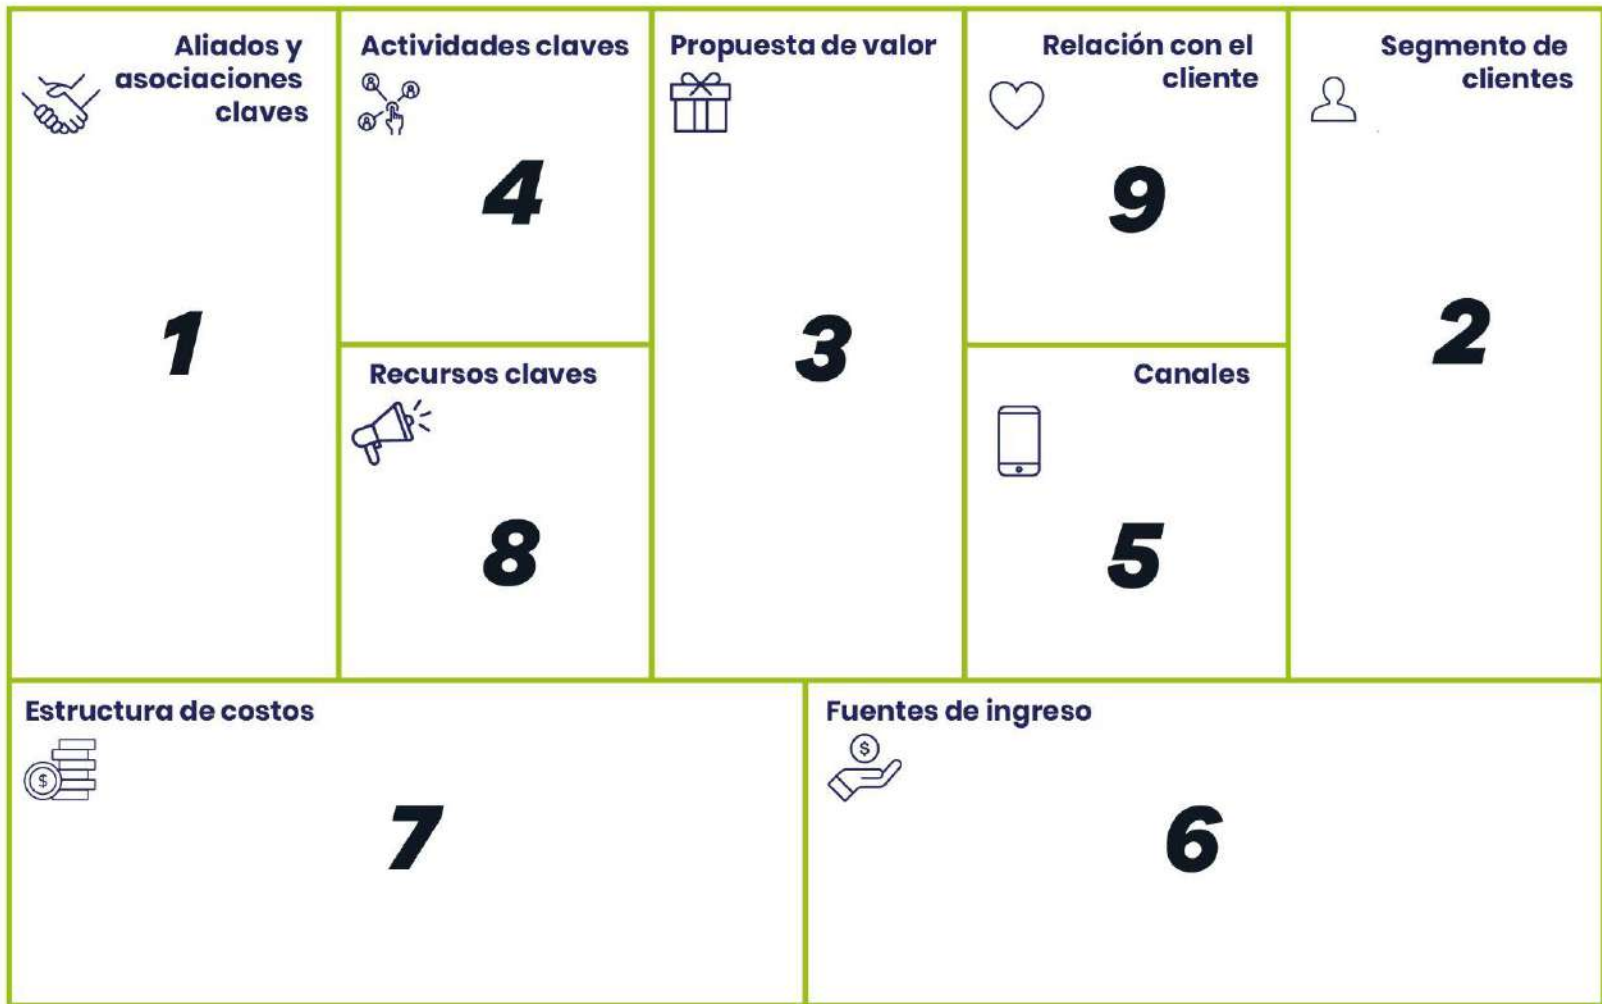 Aliados y
asociaciones
claves
1
Actividades claves
4
Recursos claves
8
Propuesta de valor
3
Relación con el
cliente
9
Canales
5
Segmento de
clientes
2
Estructura de costos
$
7
Fuentes de ingreso
$
6